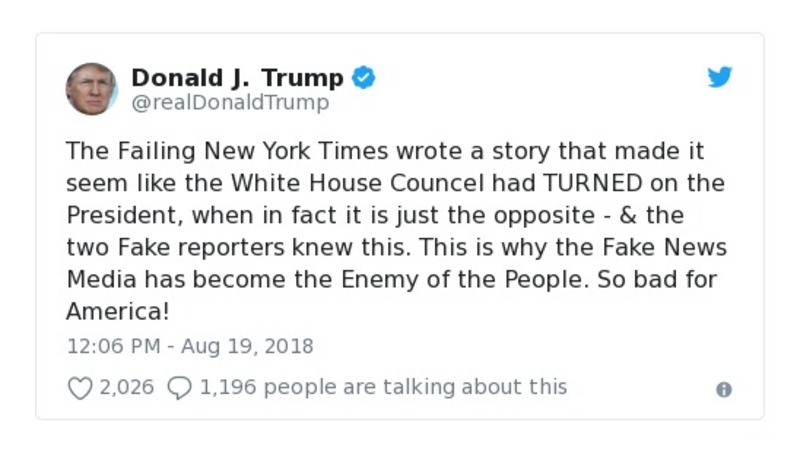 Donald J. Trump
@realDonaldTrump
The Failing New York Times wrote a story that made it
seem like the White House Councel had TURNED on the
President, when in fact it is just the opposite - & the
two Fake reporters knew this. This is why the Fake News
Media has become the Enemy of the People. So bad for
America!
12:06 PM - Aug 19, 2018
2,026 1,196 people are talking about this